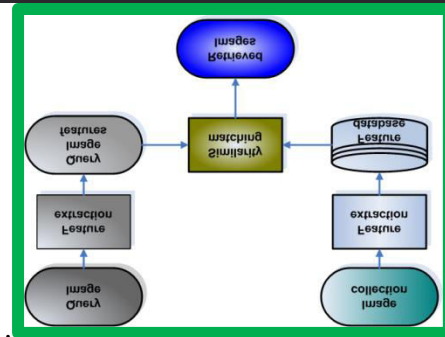 Query
Image
Image
collection
Feature
extraction
Feature
extraction
Query
Image
features
Similarity
matching
Feature
database
Retrieved
Images